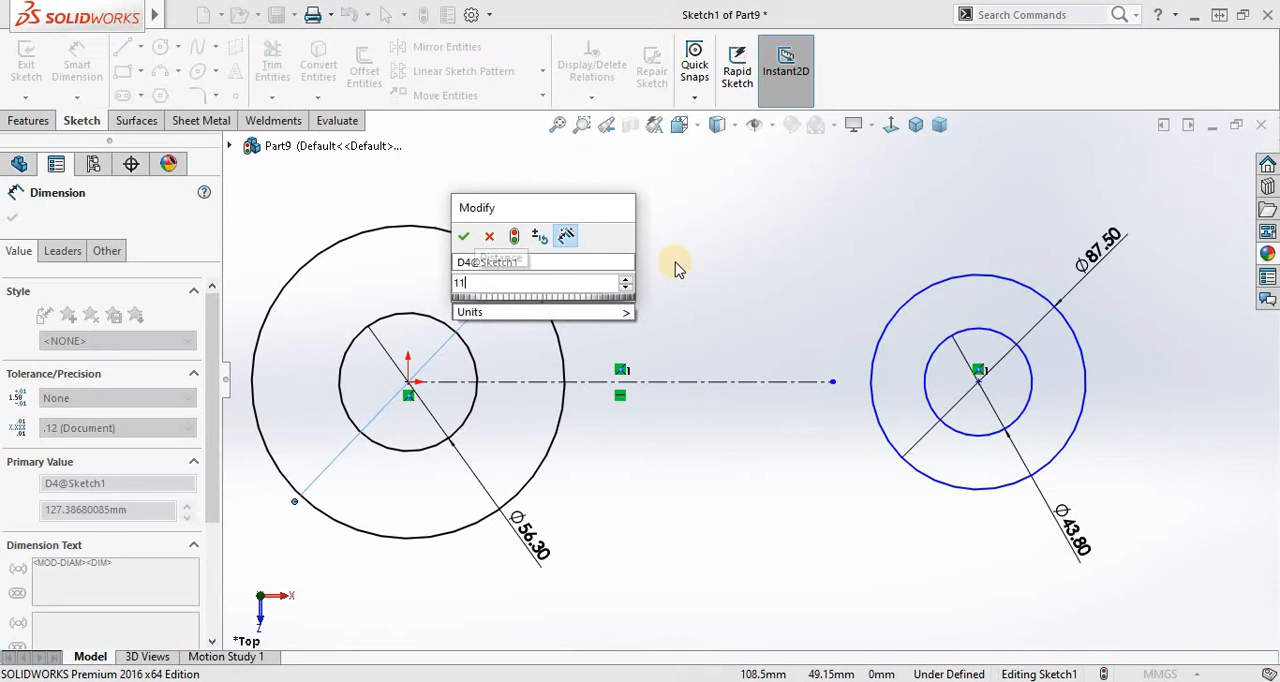 SOLIDWORKS
Sketch1 of Part9 *
Search Commands
?
Exit Sketch
Smart Dimension
Trim Entities
Convert Entities
Offset Entities
Mirror Entities
Linear Sketch Pattern
Move Entities
Display/Delete Relations
Repair Sketch
Quick Snaps
Rapid Sketch
Instant2D
Features
Sketch
Surfaces
Sheet Metal
Weldments
Evaluate
Part9 (Default<<Default>...
Dimension
Value
Leaders
Other
Style
<NONE>
Tolerance/Precision
None
.12 (Document)
Primary Value
D4@Sketch1
127.38680085mm
Dimension Text
<MOD-DIAM><DIM>
Modify
Distance
D4@Sketch1
11
Units >
Ø87.50
Ø56.30
Ø43.80
X
Z
*Top
Model
3D Views
Motion Study 1
SOLIDWORKS Premium 2016 x64 Edition
108.5mm
49.15mm
0mm
Under Defined
Editing Sketch1
MMGS